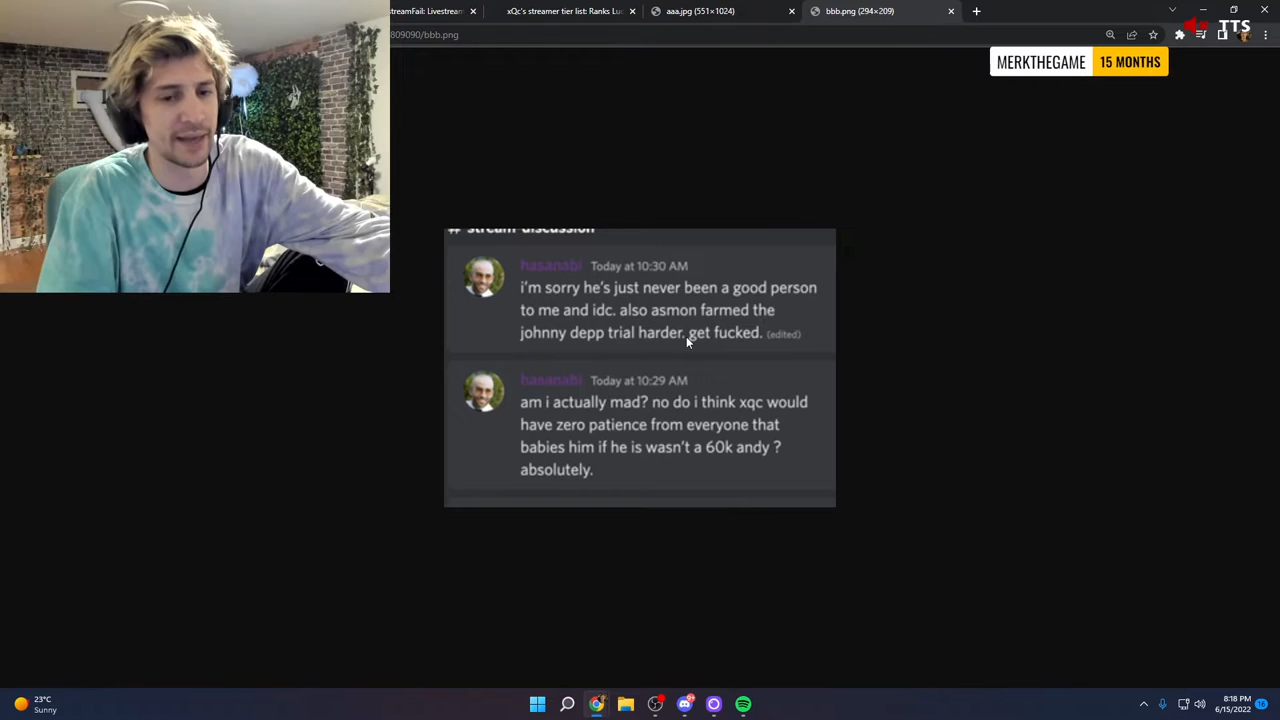 streamFail: Livestream
xQc's streamer tier list: Ranks Lu
aaa.jpg (551×1024)
bbb.png (294×209)
809090/bbb.png
TTS
MERKTHEGAME 15 MONTHS
# stream-discussion
hasanabi Today at 10:30 AM
i'm sorry he's just never been a good person
to me and idc. also asmon farmed the
johnny depp trial harder. get fucked. (edited)
hasanabi Today at 10:29 AM
am i actually mad? no do i think xqc would
have zero patience from everyone that
babies him if he is wasn't a 60k andy ?
absolutely.
23°C
Sunny
8:18 PM
6/15/2022